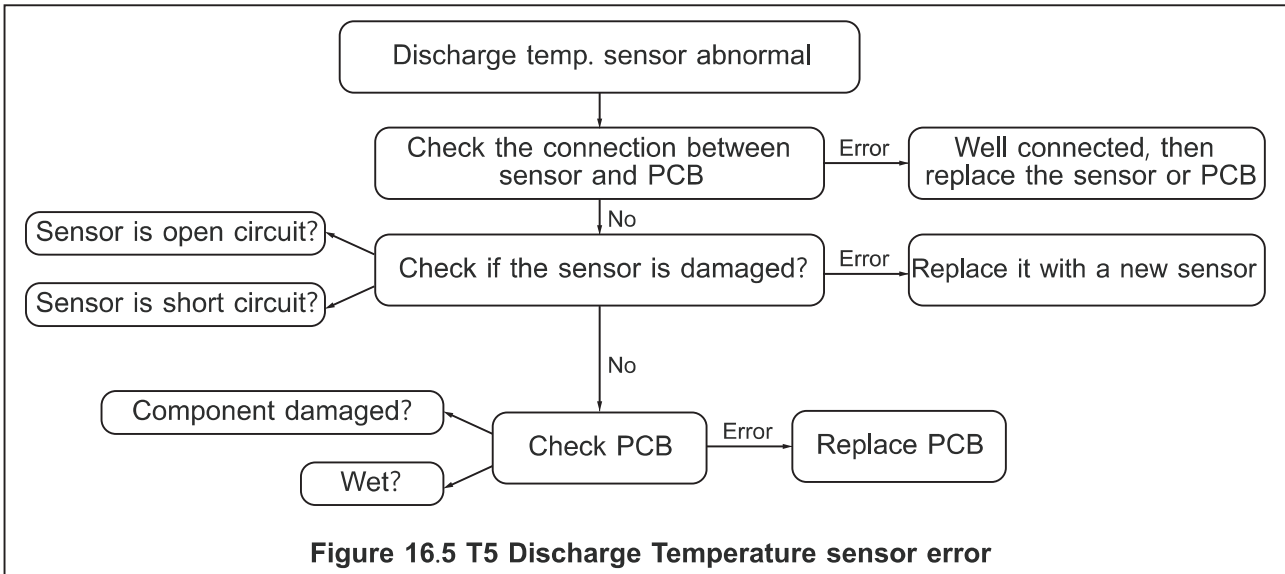 Discharge temp. sensor abnormal
Check the connection between
sensor and PCB
Error
Well connected, then
replace the sensor or PCB
No
Sensor is open circuit?
Sensor is short circuit?
Check if the sensor is damaged?
Error
Replace it with a new sensor
No
Component damaged?
Wet?
Check PCB
Error
Replace PCB
Figure 16.5 T5 Discharge Temperature sensor error